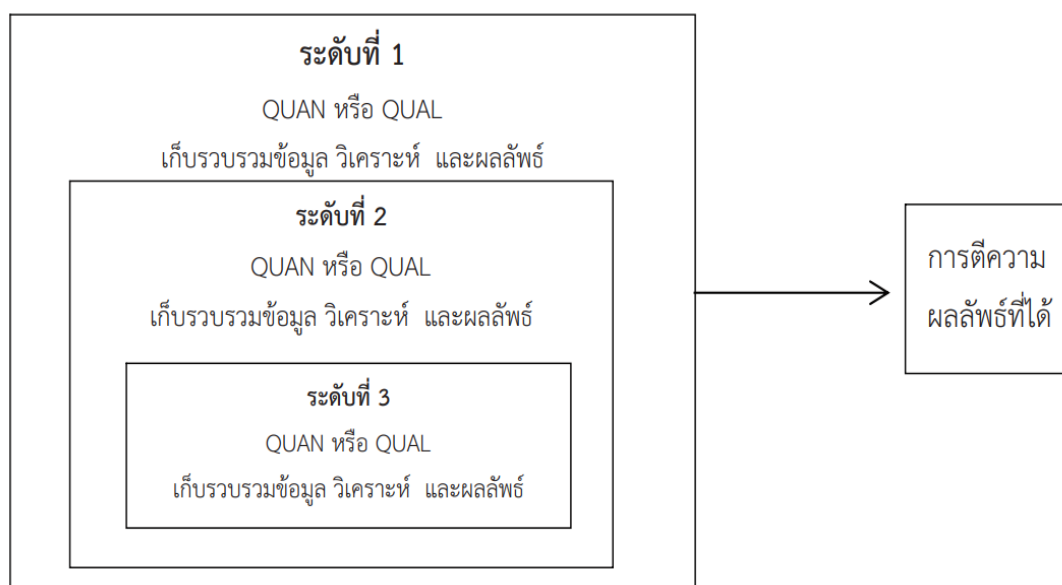 ระดับที่ 1
QUAN หรือ QUAL
เก็บรวบรวมข้อมูล วิเคราะห์ และผลลัพธ์
ระดับที่ 2
QUAN หรือ QUAL
เก็บรวบรวมข้อมูล วิเคราะห์ และผลลัพธ์
ระดับที่ 3
QUAN หรือ QUAL
เก็บรวบรวมข้อมูล วิเคราะห์ และผลลัพธ์
การตีความ
ผลลัพธ์ที่ได้